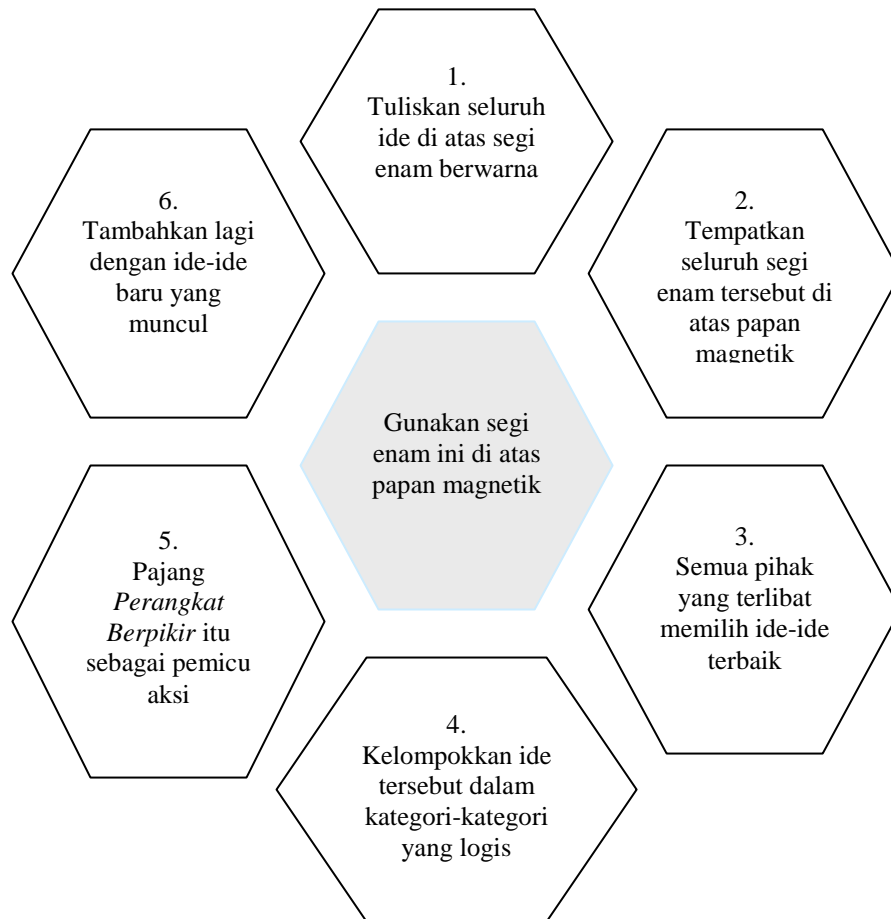 1.
Tuliskan seluruh
ide di atas segi
enam berwarna
2.
Tempatkan
seluruh segi
enam tersebut di
atas papan
magnetik
3.
Semua pihak
yang terlibat
memilih ide-ide
terbaik
4.
Kelompokkan ide
tersebut dalam
kategori-kategori
yang logis
5.
Pajang
Perangkat
Berpikir itu
sebagai pemicu
aksi
6.
Tambahkan lagi
dengan ide-ide
baru yang
muncul
Gunakan segi
enam ini di atas
papan magnetik